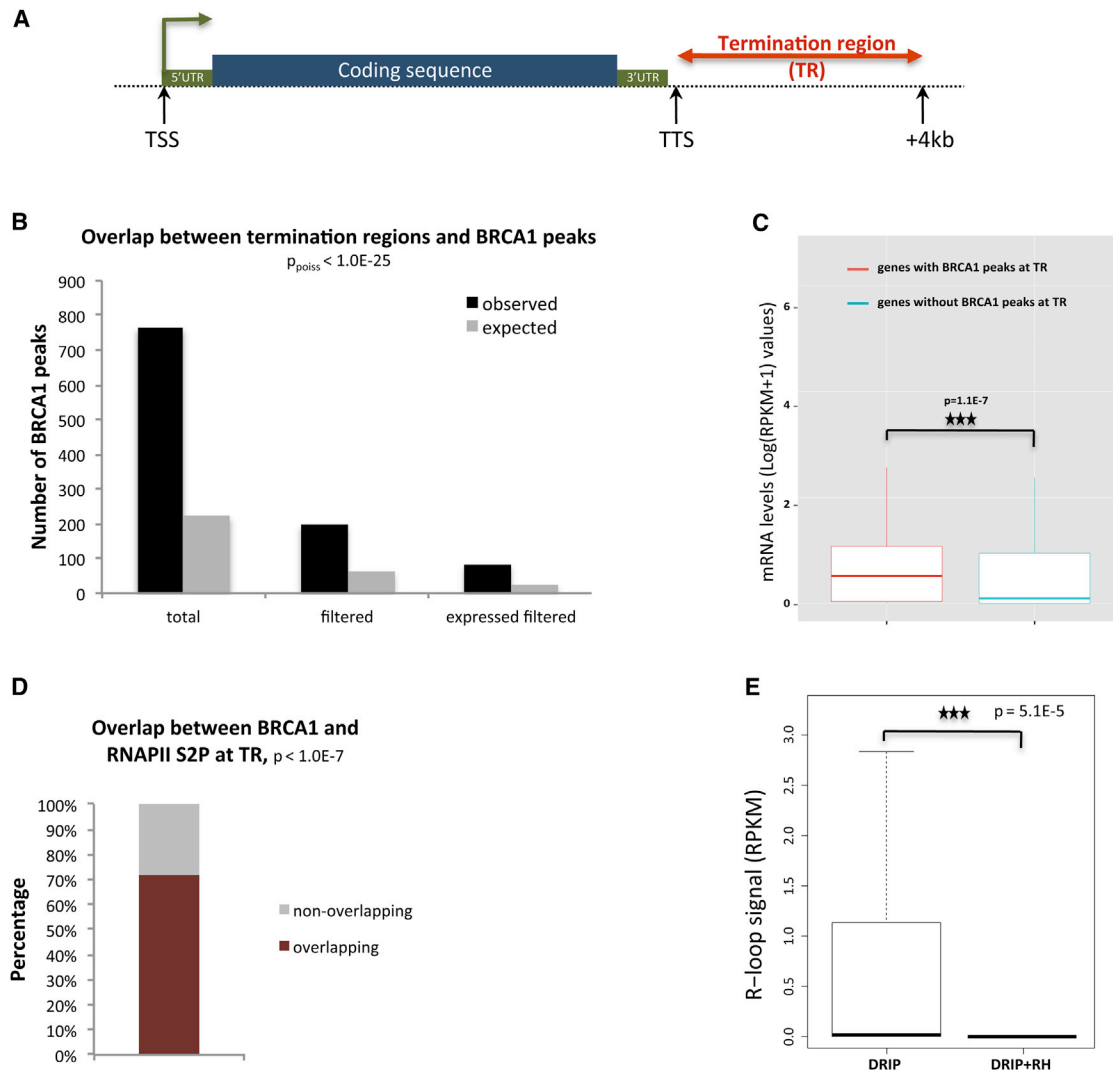 A
Termination region
(TR)
5'UTR
Coding sequence
3'UTR
TSS
TTS
+4kb
B
Overlap between termination regions and BRCA1 peaks
Ppoiss < 1.0E-25
Number of BRCA1 peaks
900
800
700
600
500
400
300
200
100
0
observed
expected
total
filtered
expressed filtered
C
mRNA levels (Log(RPKM+1) values)
genes with BRCA1 peaks at TR
genes without BRCA1 peaks at TR
6
4
2
0
p=1.1E-7
★★★
D
Overlap between BRCA1 and
RNAPII S2P at TR, p < 1.0E-7
Percentage
100%
90%
80%
70%
60%
50%
40%
30%
20%
10%
0%
non-overlapping
overlapping
E
R-loop signal (RPKM)
★★★ p = 5.1E-5
3.0
2.5
2.0
1.5
1.0
0.5
0.0
DRIP
DRIP+RH